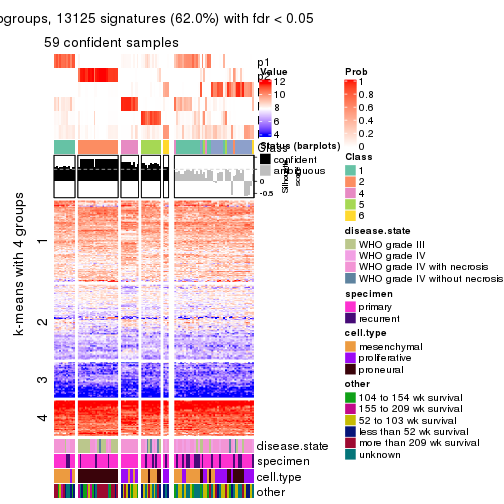 ogroups, 13125 signatures (62.0%) with fdr < 0.05
59 confident samples
p1
Value
12
10
8
6
4
Prob
1
0.8
0.6
0.4
0.2
0
Status (barplots)
confident
ambiguous
Class
0
-0.5
k-means with 4 groups
1
2
3
4
Class
1
2
4
5
6
disease.state
WHO grade III
WHO grade IV
WHO grade IV with necrosis
WHO grade IV without necrosis
specimen
primary
recurrent
cell.type
mesenchymal
proliferative
proneural
other
104 to 154 wk survival
155 to 209 wk survival
52 to 103 wk survival
less than 52 wk survival
more than 209 wk survival
unknown
disease.state
specimen
cell.type
other